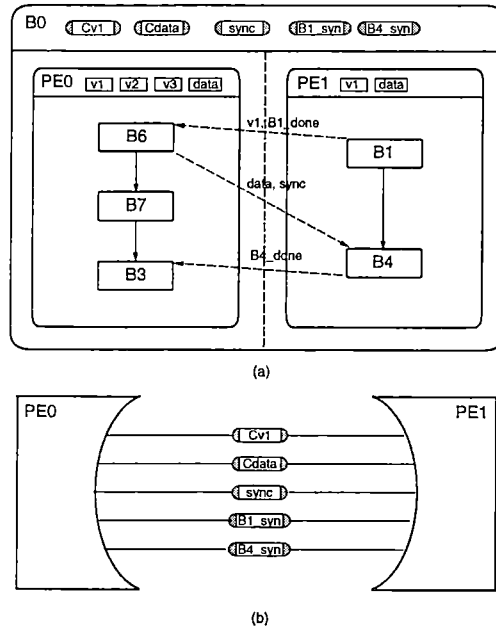 B0
Cv1 Cdata sync B1_syn B4_syn
PE0 v1 v2 v3 data
PE1 v1 data
v1, B1_done
B6
B1
data, sync
B7
B4_done
B4
B3
(a)
PE0
PE1
Cv1
Cdata
sync
B1_syn
B4_syn
(b)